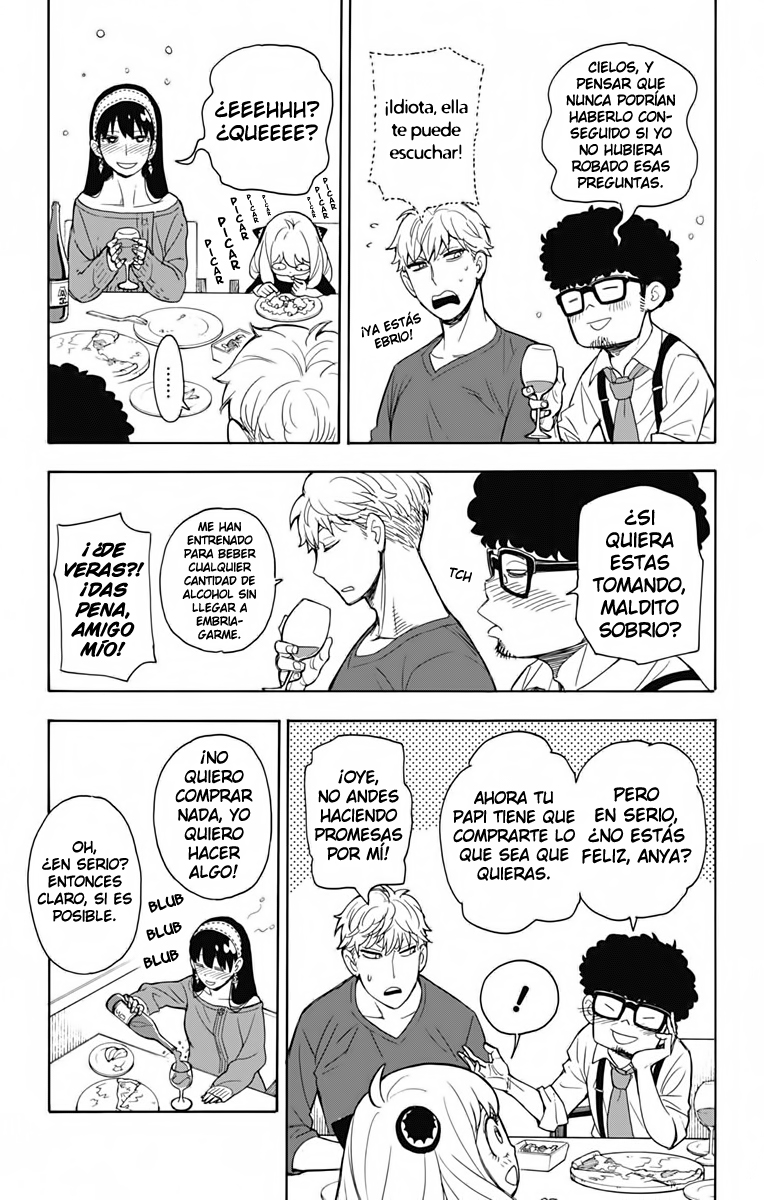 CIELOS, Y
PENSAR QUE
NUNCA PODRÍAN
HABERLO CON-
SEGUIDO SI YO
NO HUBIERA
ROBADO ESAS
PREGUNTAS.
¡Idiota, ella
te puede
escuchar!
¡YA ESTÁS
EBRIO!
¿EEEHHH?
¿QUEEEE?
PICAR
PICAR
PICAR
PICAR
PICAR
PICAR
......
¿SI
QUIERA
ESTAS
TOMANDO,
MALDITO
SOBRIO?
TCH
ME HAN
ENTRENADO
PARA BEBER
CUALQUIER
CANTIDAD DE
ALCOHOL SIN
LLEGAR A
EMBRIA-
GARME.
¡¿DE
VERAS?!
¡DAS
PENA,
AMIGO
MÍO!
PERO
EN SERIO,
¿NO ESTÁS
FELIZ, ANYA?
AHORA TU
PAPI TIENE QUE
COMPRARTE LO
QUE SEA QUE
QUIERAS.
¡OYE,
NO ANDES
HACIENDO
PROMESAS
POR MÍ!
!
¡NO
QUIERO
COMPRAR
NADA, YO
QUIERO
HACER
ALGO!
OH,
¿EN SERIO?
ENTONCES
CLARO, SI ES
POSIBLE.
BLUB
BLUB
BLUB